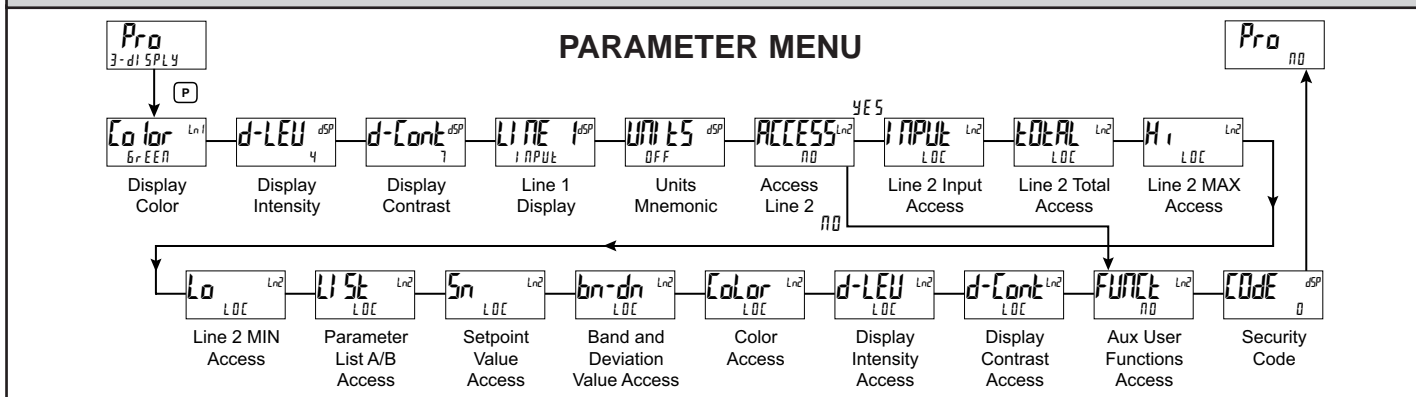 Pro
3-dISPLY
PARAMETER MENU
Pro
NO
P
YES
Color Ln1
GrEEN
d-LEV dSP
4
d-Cont dSP
7
LINE 1 dSP
INPUt
UNItS dSP
OFF
ACCESS Ln2
NO
INPUt Ln2
LOC
tOtAL Ln2
LOC
HI Ln2
LOC
Display
Color
Display
Intensity
Display
Contrast
Line 1
Display
Units
Mnemonic
Access
Line 2
Line 2 Input
Access
Line 2 Total
Access
Line 2 MAX
Access
NO
Lo Ln2
LOC
LISt Ln2
LOC
Sn Ln2
LOC
bn-dn Ln2
LOC
CoLor Ln2
LOC
d-LEV Ln2
LOC
d-Cont Ln2
LOC
FUNCt Ln2
NO
COdE dSP
0
Line 2 MIN
Access
Parameter
List A/B
Access
Setpoint
Value
Access
Band and
Deviation
Value Access
Color
Access
Display
Intensity
Access
Display
Contrast
Access
Aux User
Functions
Access
Security
Code